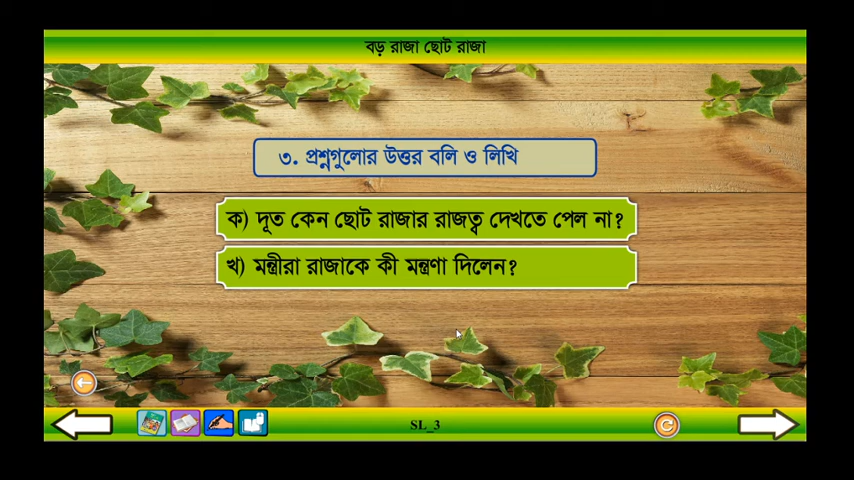 বড় রাজা ছোট রাজা
৩. প্রশ্নগুলোর উত্তর বলি ও লিখি
ক) দূত কেন ছোট রাজার রাজত্ব দেখতে পেল না?
খ) মন্ত্রীরা রাজাকে কী মন্ত্রণা দিলেন?
SL_3